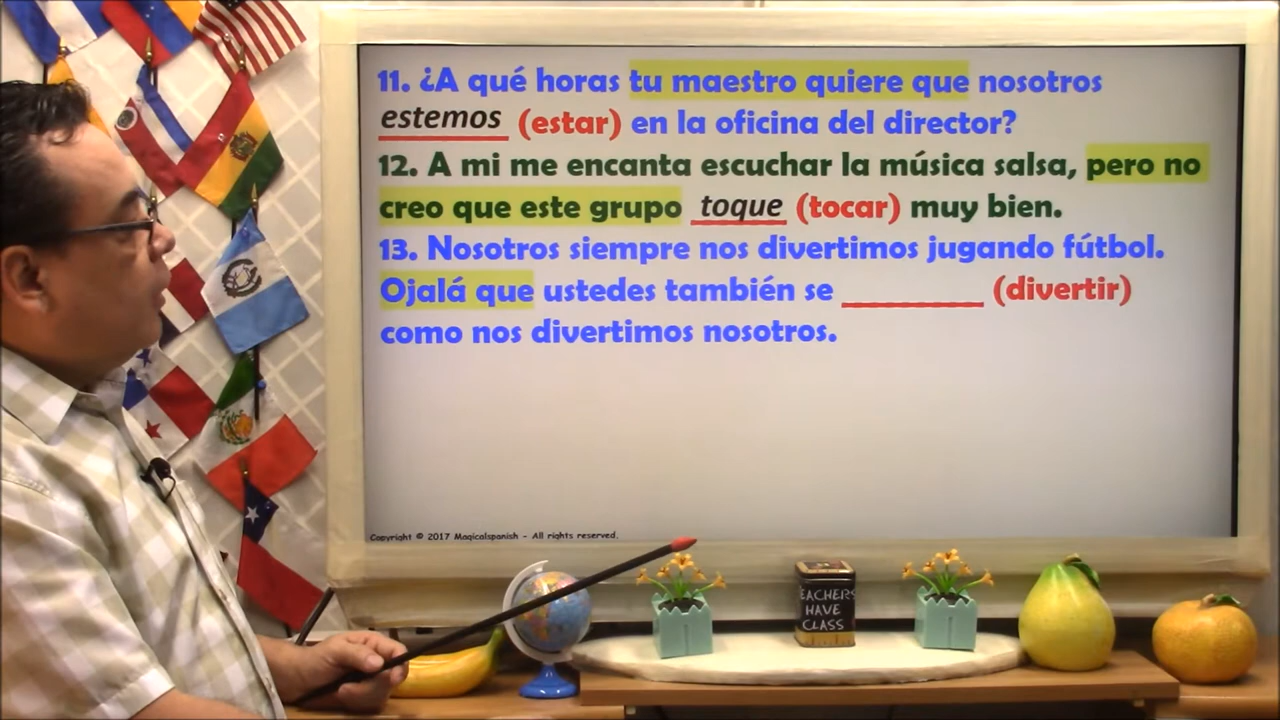 11. ¿A qué horas tu maestro quiere que nosotros
estemos (estar) en la oficina del director?
12. A mi me encanta escuchar la música salsa, pero no
creo que este grupo toque (tocar) muy bien.
13. Nosotros siempre nos divertimos jugando fútbol.
Ojalá que ustedes también se ________ (divertir)
como nos divertimos nosotros.
Copyright © 2017 Magicalspanish - All rights reserved.
TEACHERS
HAVE
CLASS